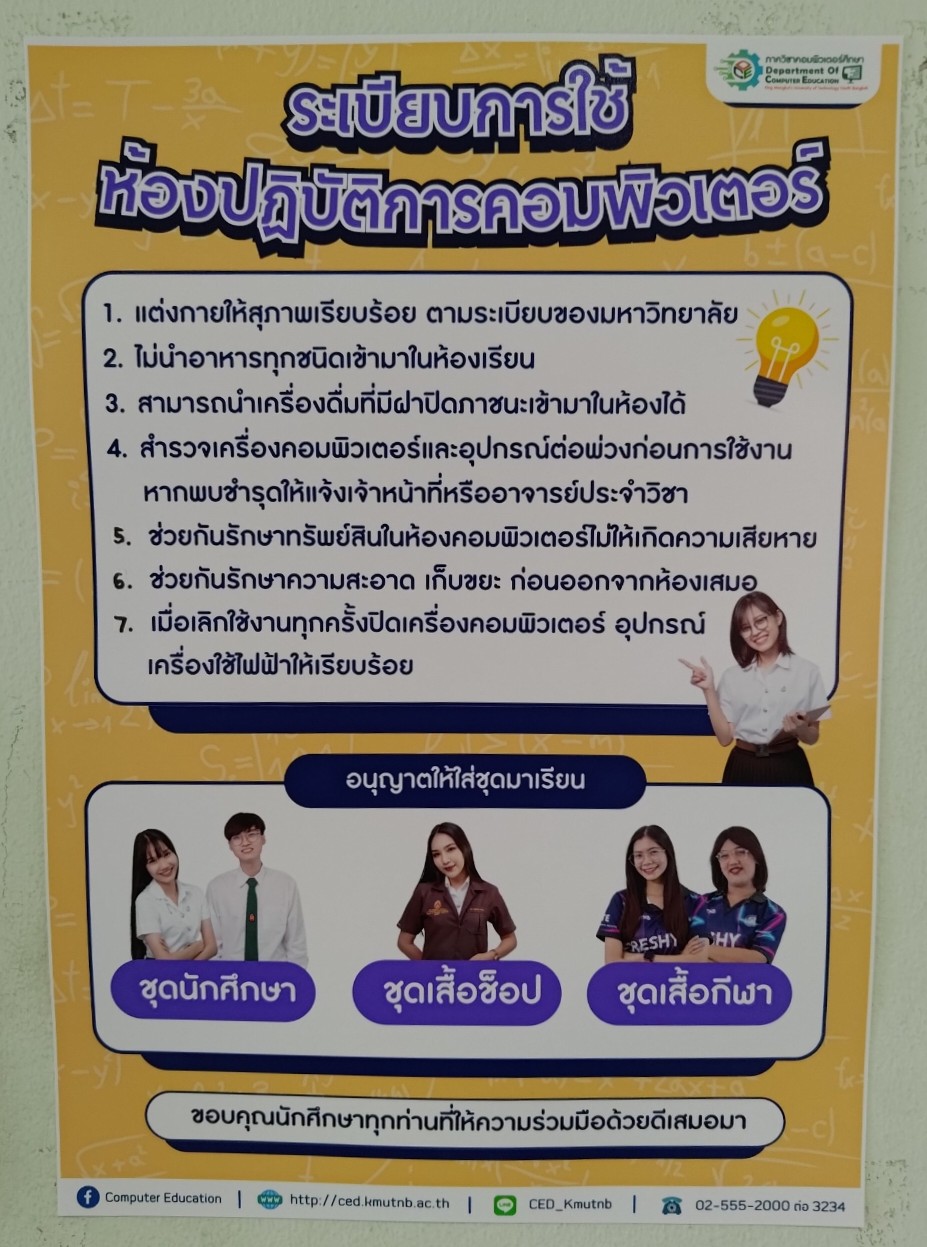 ภาควิชาคอมพิวเตอร์ศึกษา
Department Of
Computer Education
King Mongkut's University of Technology North Bangkok
ระเบียบการใช้
ห้องปฏิบัติการคอมพิวเตอร์
1. แต่งกายให้สุภาพเรียบร้อย ตามระเบียบของมหาวิทยาลัย
2. ไม่นำอาหารทุกชนิดเข้ามาในห้องเรียน
3. สามารถนำเครื่องดื่มที่มีฝาปิดภาชนะเข้ามาในห้องได้
4. สำรวจเครื่องคอมพิวเตอร์และอุปกรณ์ต่อพ่วงก่อนการใช้งาน
หากพบชำรุดให้แจ้งเจ้าหน้าที่หรืออาจารย์ประจำวิชา
5. ช่วยกันรักษาทรัพย์สินในห้องคอมพิวเตอร์ไม่ให้เกิดความเสียหาย
6. ช่วยกันรักษาความสะอาด เก็บขยะ ก่อนออกจากห้องเสมอ
7. เมื่อเลิกใช้งานทุกครั้งปิดเครื่องคอมพิวเตอร์ อุปกรณ์
เครื่องใช้ไฟฟ้าให้เรียบร้อย
อนุญาตให้ใส่ชุดมาเรียน
ชุดนักศึกษา
ชุดเสื้อช็อป
ชุดเสื้อกีฬา
ขอบคุณนักศึกษาทุกท่านที่ให้ความร่วมมือด้วยดีเสมอมา
Computer Education | http://ced.kmutnb.ac.th | CED_Kmutnb | 02-555-2000 ต่อ 3234